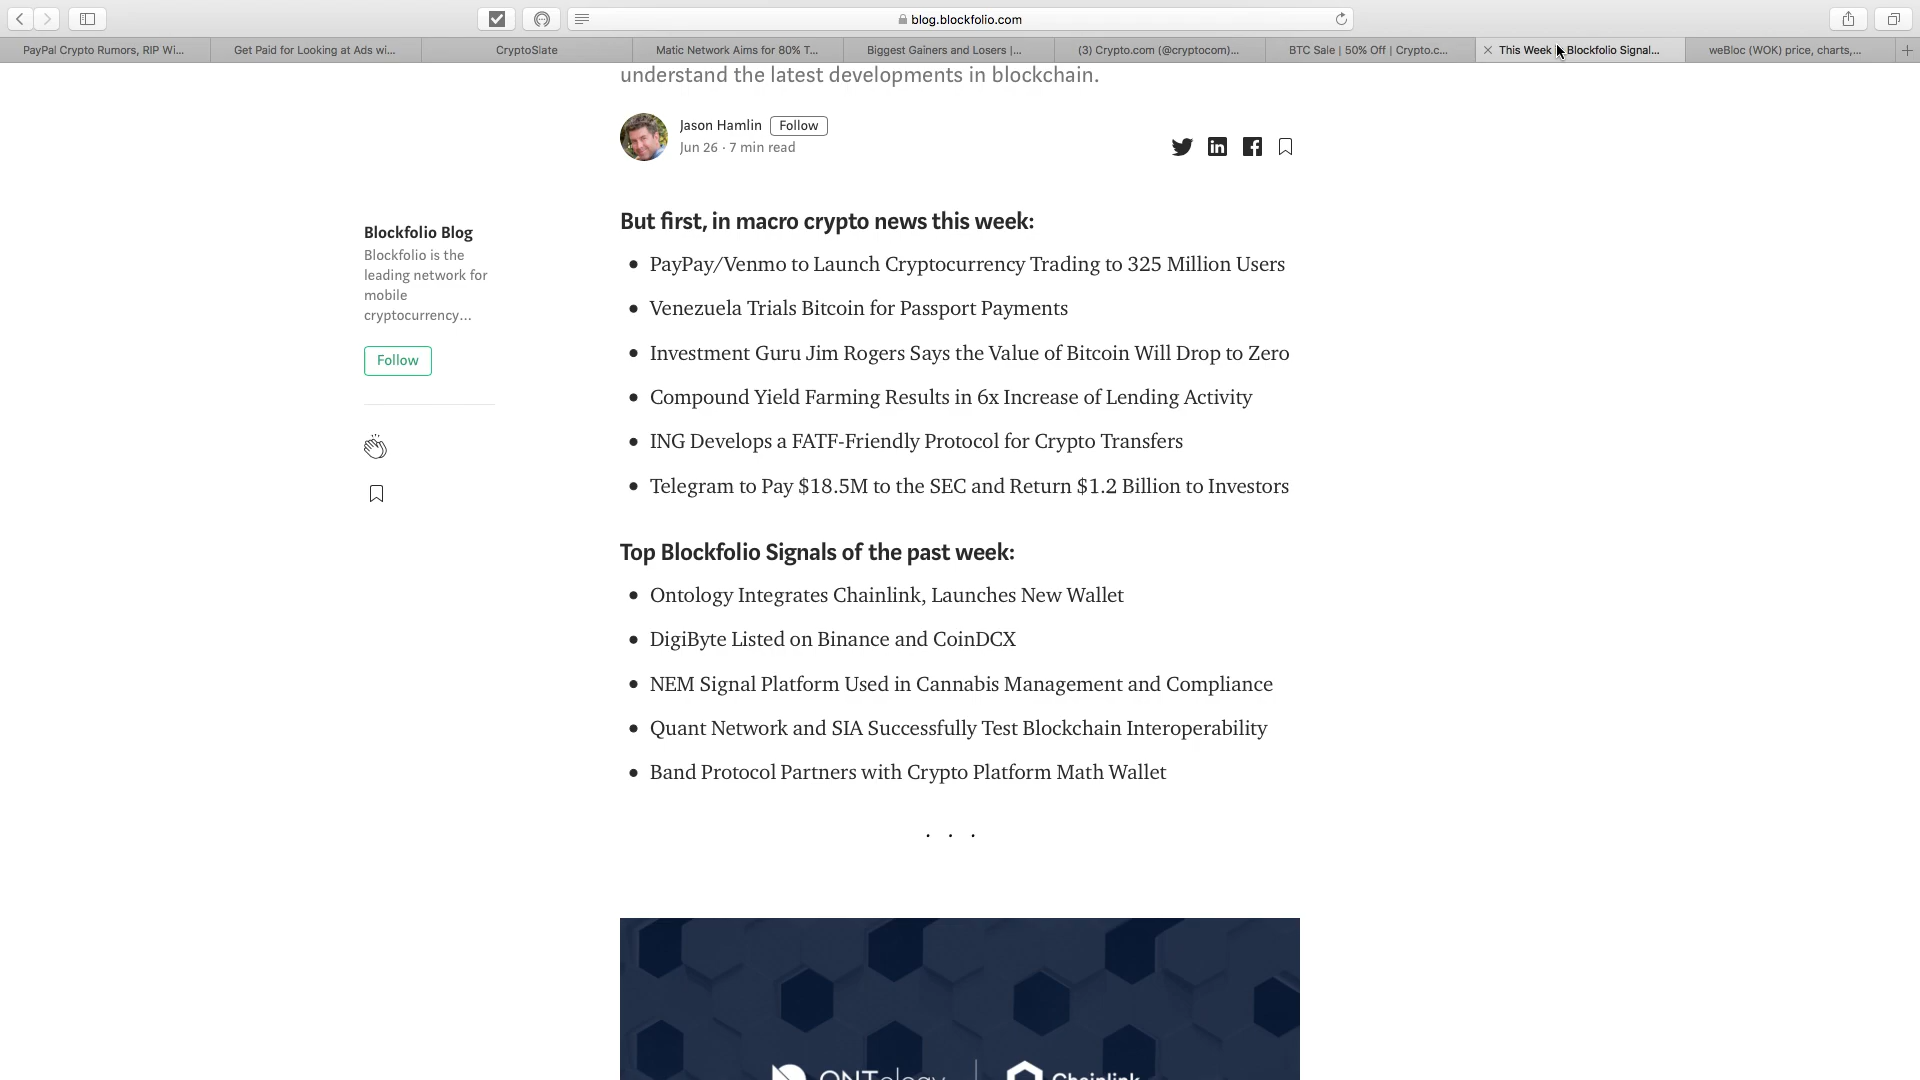 blog.blockfolio.com
PayPal Crypto Rumors, RIP Wi...
Get Paid for Looking at Ads wi...
CryptoSlate
Matic Network Aims for 80% T...
Biggest Gainers and Losers |...
(3) Crypto.com (@cryptocom)...
BTC Sale | 50% Off | Crypto.c...
This Week Blockfolio Signal...
weBloc (WOK) price, charts,...
understand the latest developments in blockchain.
Jason Hamlin Follow
Jun 26 · 7 min read
Blockfolio Blog
Blockfolio is the
leading network for
mobile
cryptocurrency...
Follow
But first, in macro crypto news this week:
• PayPay/Venmo to Launch Cryptocurrency Trading to 325 Million Users
• Venezuela Trials Bitcoin for Passport Payments
• Investment Guru Jim Rogers Says the Value of Bitcoin Will Drop to Zero
• Compound Yield Farming Results in 6x Increase of Lending Activity
• ING Develops a FATF-Friendly Protocol for Crypto Transfers
• Telegram to Pay $18.5M to the SEC and Return $1.2 Billion to Investors
Top Blockfolio Signals of the past week:
• Ontology Integrates Chainlink, Launches New Wallet
• DigiByte Listed on Binance and CoinDCX
• NEM Signal Platform Used in Cannabis Management and Compliance
• Quant Network and SIA Successfully Test Blockchain Interoperability
• Band Protocol Partners with Crypto Platform Math Wallet
. . .
ONTology Chainlink